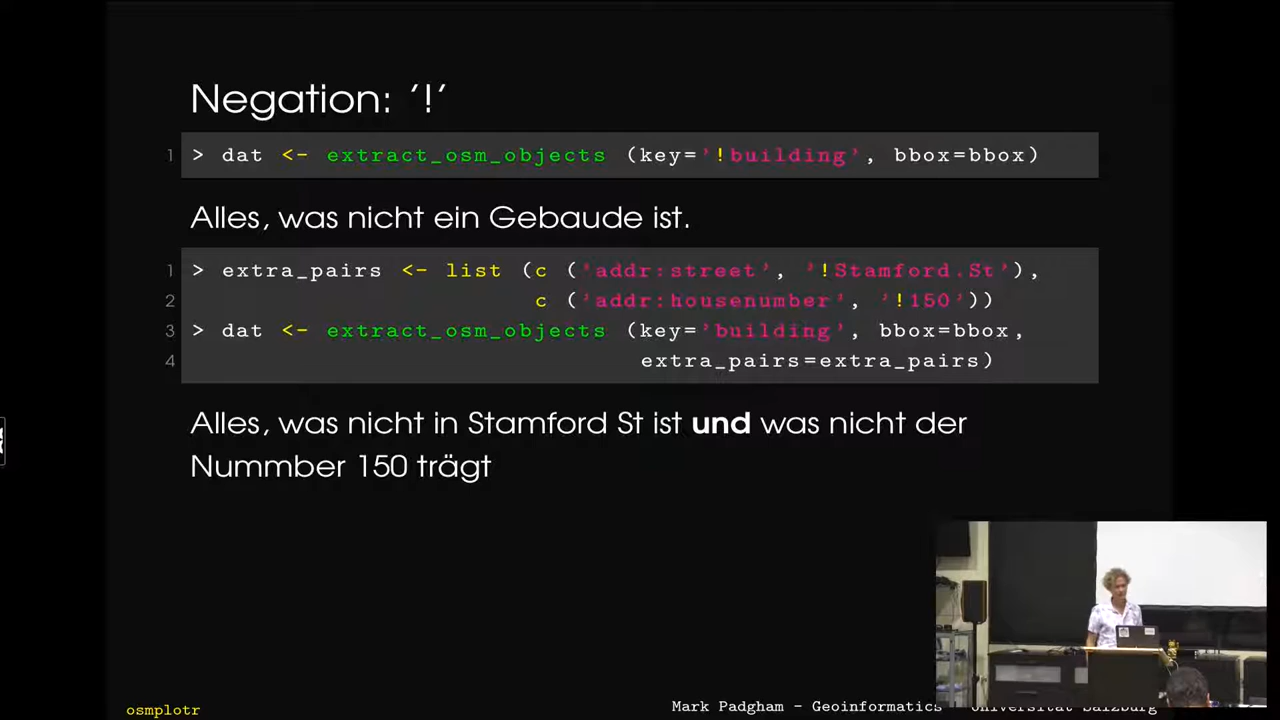 Negation: ’!’
1 > dat <- extract_osm_objects (key=’!building’, bbox=bbox)
Alles, was nicht ein Gebaude ist.
1 > extra_pairs <- list (c (’addr:street’, ’!Stamford.St’),
2 c (’addr:housenumber’, ’!150’))
3 > dat <- extract_osm_objects (key=’building’, bbox=bbox,
4 extra_pairs=extra_pairs)
Alles, was nicht in Stamford St ist und was nicht der
Nummber 150 trägt
osmplotr
Mark Padgham – Geoinformatics – Universität Salzburg